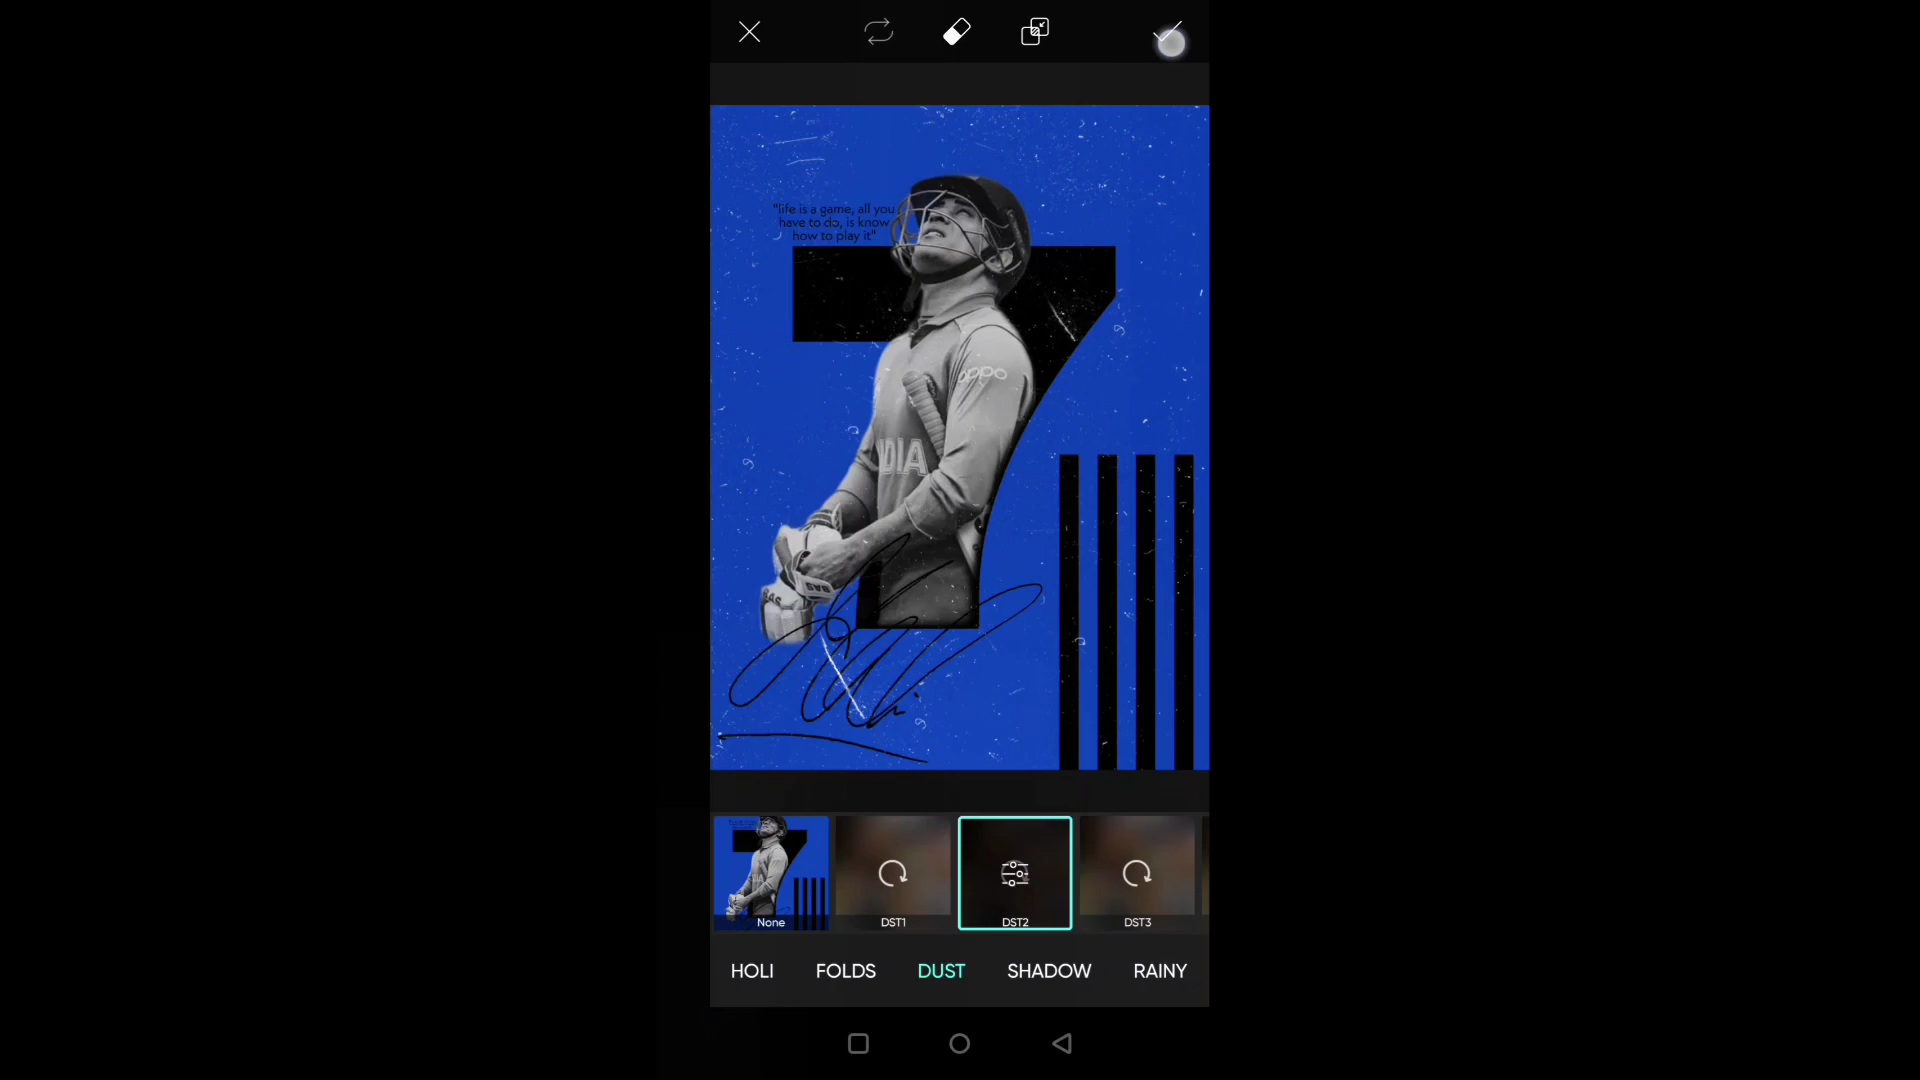 "life is a game, all you
have to do, is know
how to play it"
oppo
DIA
SAS
None
DST1
DST2
DST3
HOLI
FOLDS
DUST
SHADOW
RAINY